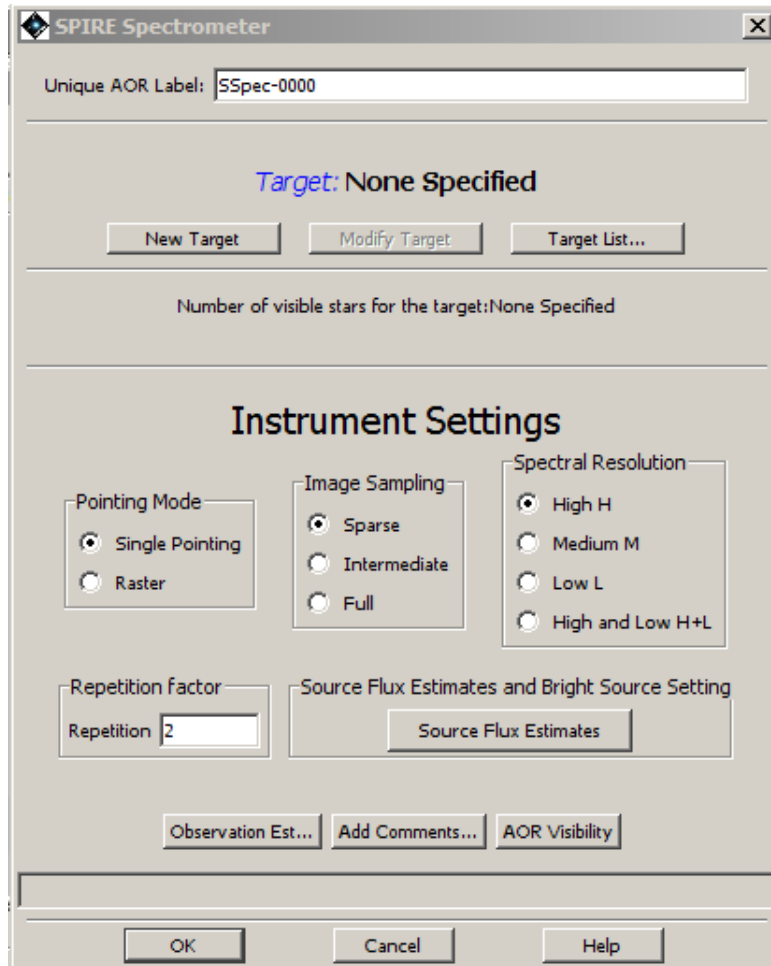 SPIRE Spectrometer
Unique AOR Label: SSpec-0000
Target: None Specified
New Target Modify Target Target List...
Number of visible stars for the target:None Specified
Instrument Settings
Pointing Mode
Single Pointing
Raster
Image Sampling
Sparse
Intermediate
Full
Spectral Resolution
High H
Medium M
Low L
High and Low H+L
Repetition factor
Repetition 2
Source Flux Estimates and Bright Source Setting
Source Flux Estimates
Observation Est... Add Comments... AOR Visibility
OK Cancel Help